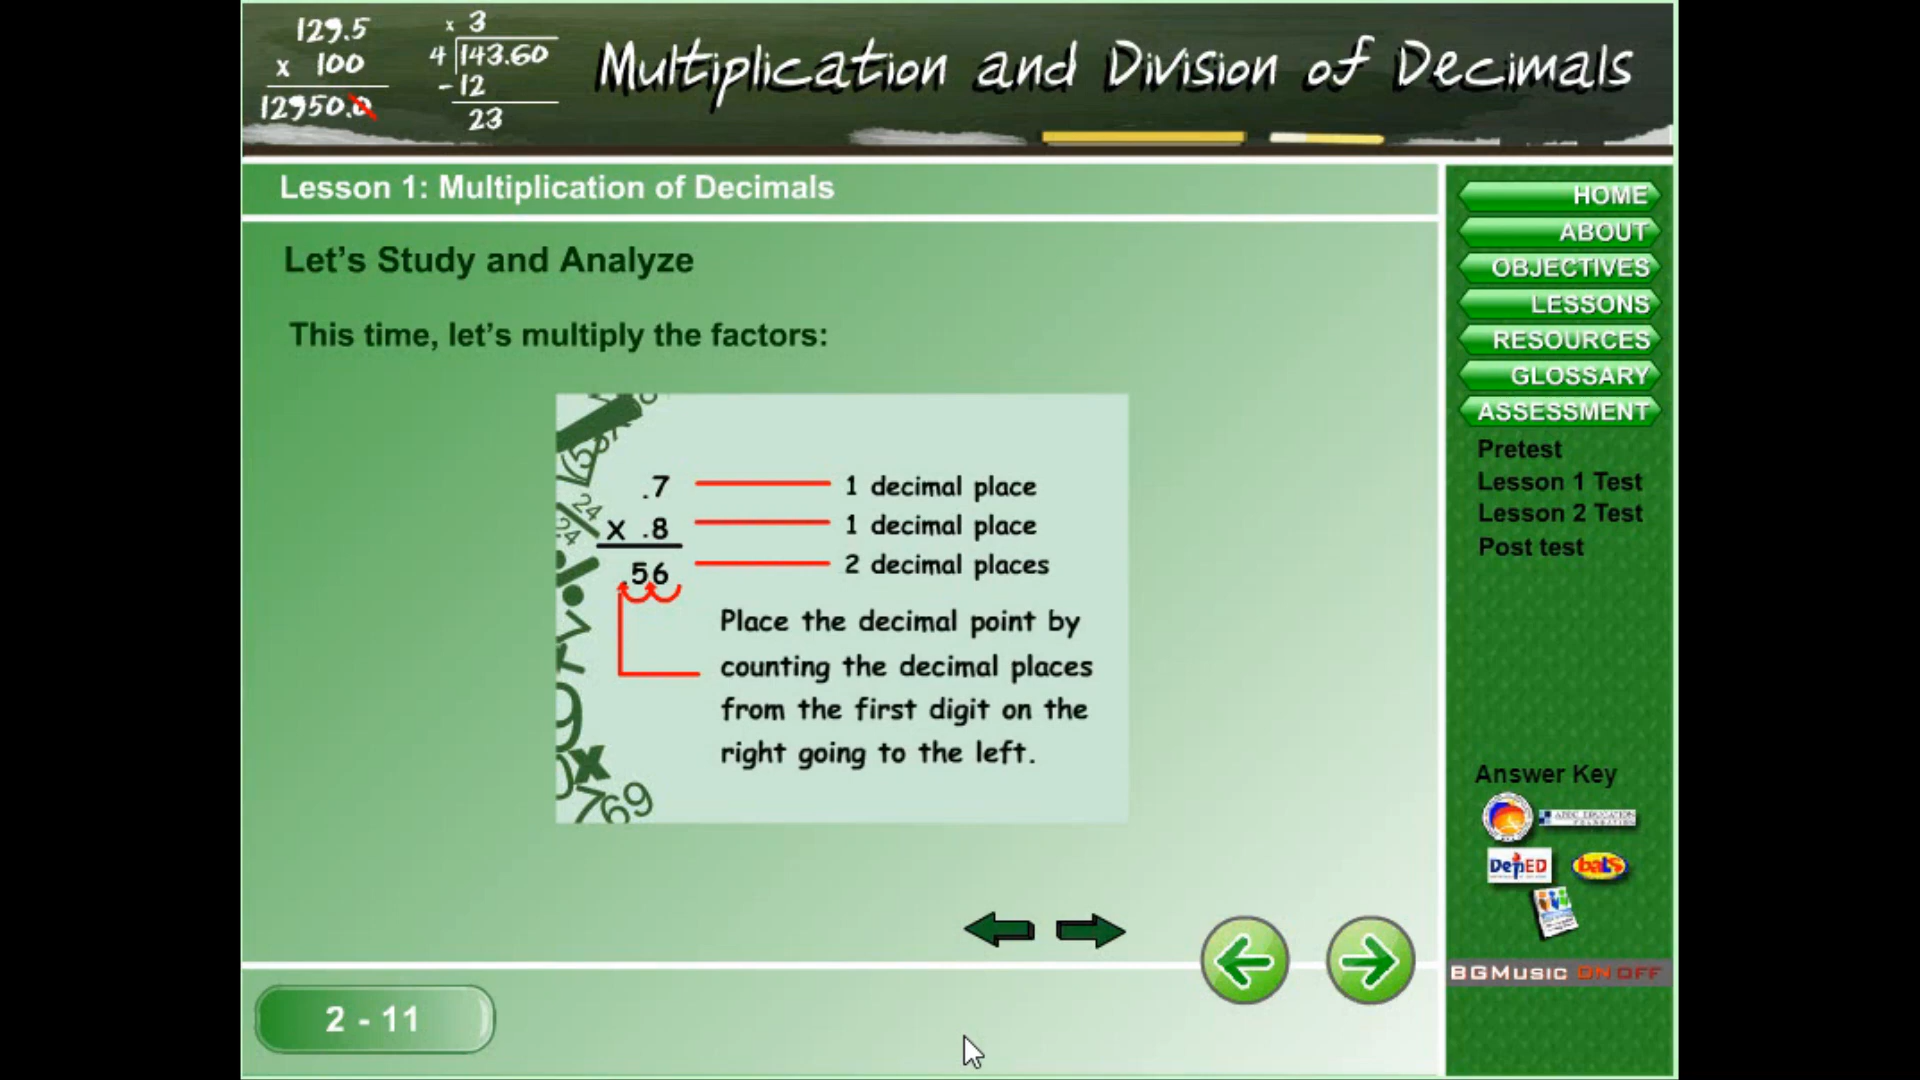 129.5
x 100
12950.0
x 3
4 143.60
-12
23
Multiplication and Division of Decimals
Lesson 1: Multiplication of Decimals
Let's Study and Analyze
This time, let's multiply the factors:
.7 1 decimal place
x .8 1 decimal place
.56 2 decimal places
Place the decimal point by
counting the decimal places
from the first digit on the
right going to the left.
769
2 - 11
HOME
ABOUT
OBJECTIVES
LESSONS
RESOURCES
GLOSSARY
ASSESSMENT
Pretest
Lesson 1 Test
Lesson 2 Test
Post test
Answer Key
DepED
bals
BGMusic ON OFF